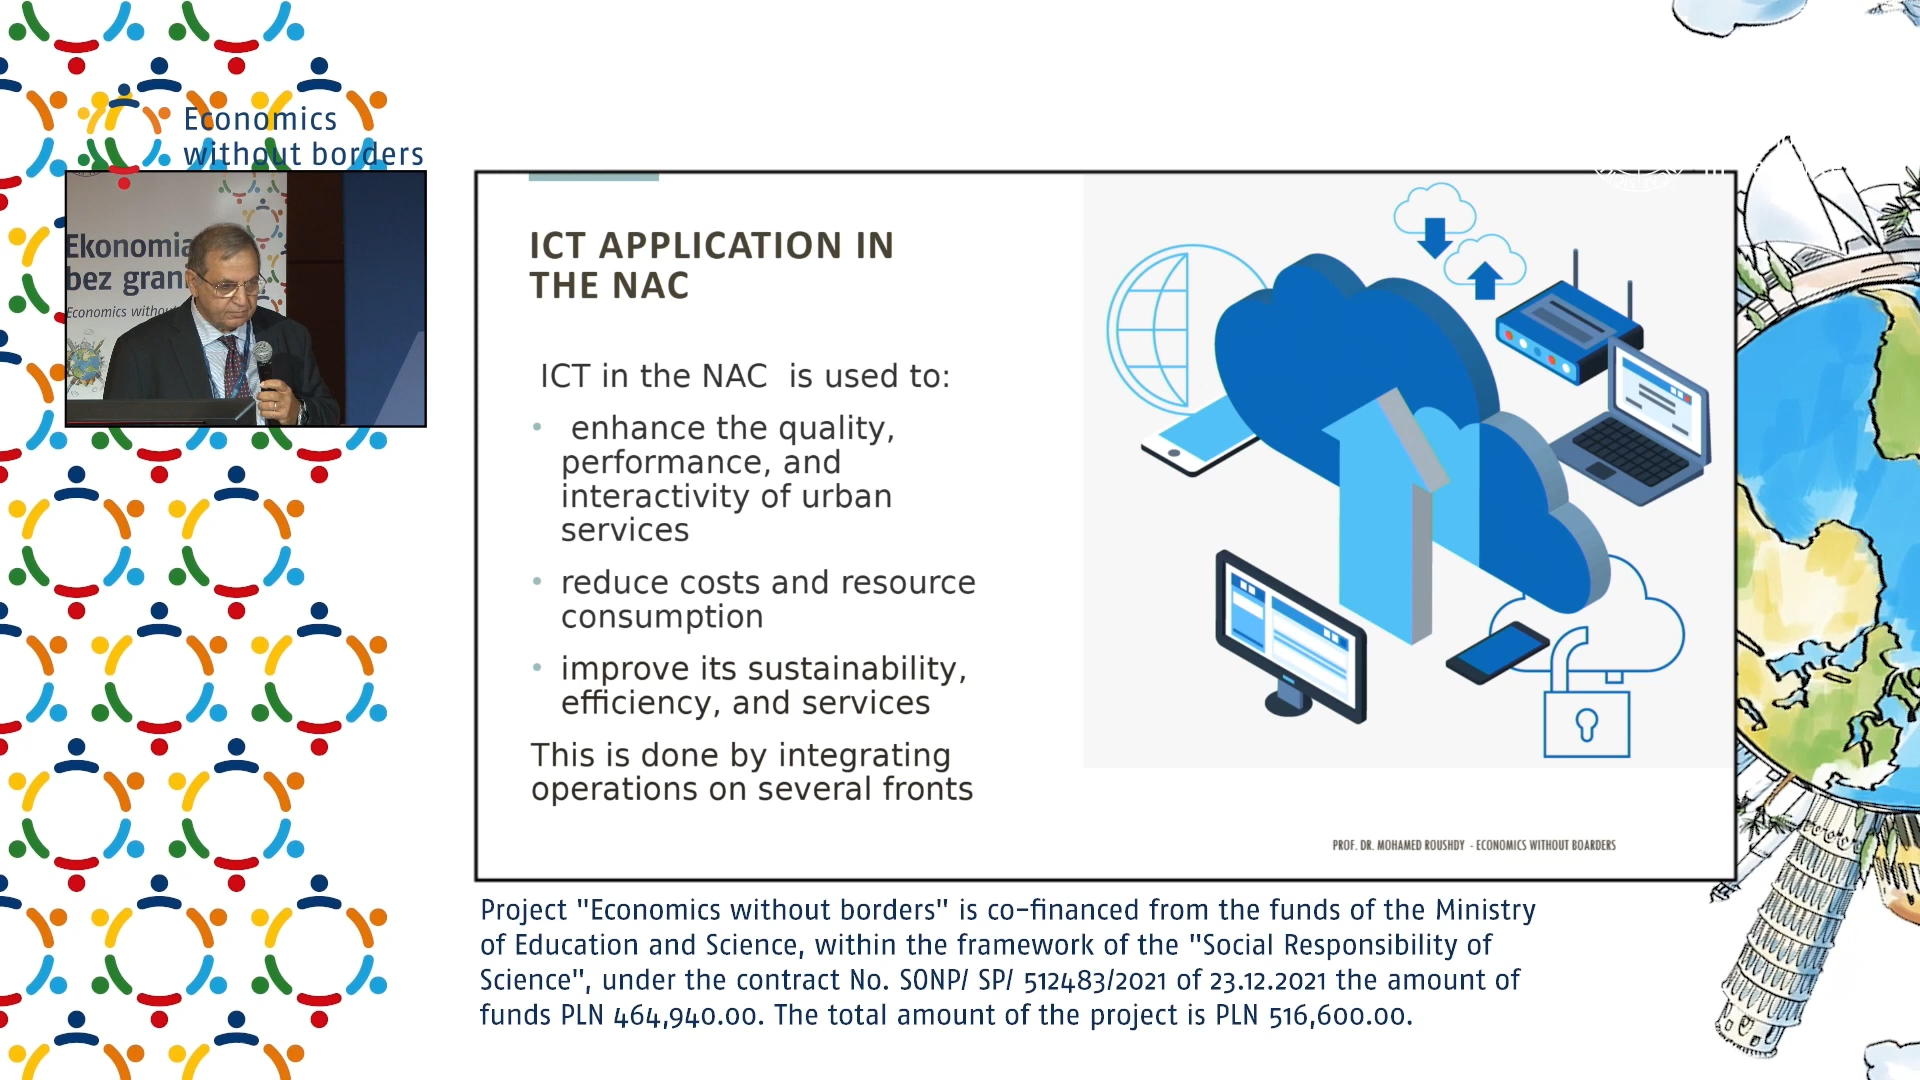 Economics
without borders
Ekonomia
bez gran
Economics witho
ICT APPLICATION IN
THE NAC
ICT in the NAC is used to:
• enhance the quality,
performance, and
interactivity of urban
services
• reduce costs and resource
consumption
• improve its sustainability,
efficiency, and services
This is done by integrating
operations on several fronts
PROF. DR. MOHAMED ROUSHDY - ECONOMICS WITHOUT BOARDERS
Project "Economics without borders" is co-financed from the funds of the Ministry
of Education and Science, within the framework of the "Social Responsibility of
Science", under the contract No. SONP/ SP/ 512483/2021 of 23.12.2021 the amount of
funds PLN 464,940.00. The total amount of the project is PLN 516,600.00.